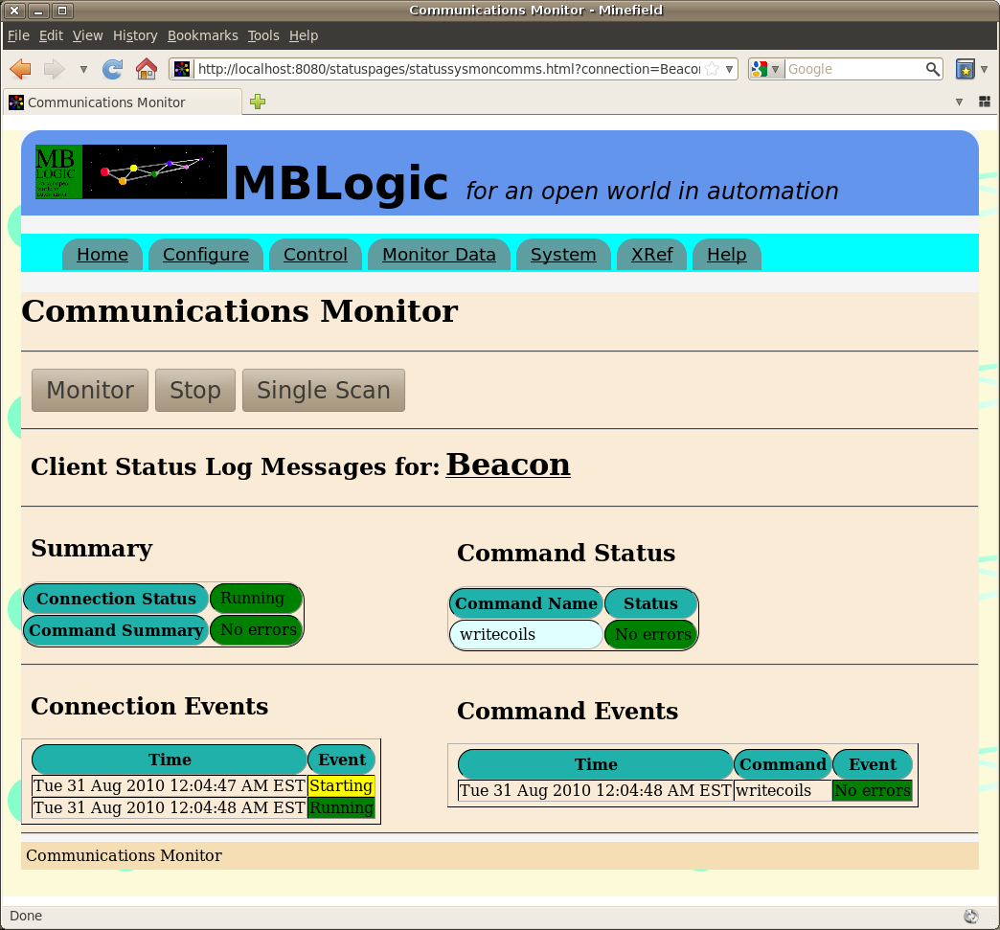 Communications Monitor - Minefield
File Edit View History Bookmarks Tools Help
http://localhost:8080/statuspages/statussysmoncomms.html?connection=Beaco
Google
Communications Monitor
MB
LOGIC
MBLogic for an open world in automation
Home Configure Control Monitor Data System XRef Help
Communications Monitor
Monitor Stop Single Scan
Client Status Log Messages for: Beacon
Summary
Connection Status Running
Command Summary No errors
Command Status
Command Name Status
writecoils No errors
Connection Events
Time Event
Tue 31 Aug 2010 12:04:47 AM EST Starting
Tue 31 Aug 2010 12:04:48 AM EST Running
Command Events
Time Command Event
Tue 31 Aug 2010 12:04:48 AM EST writecoils No errors
Communications Monitor
Done